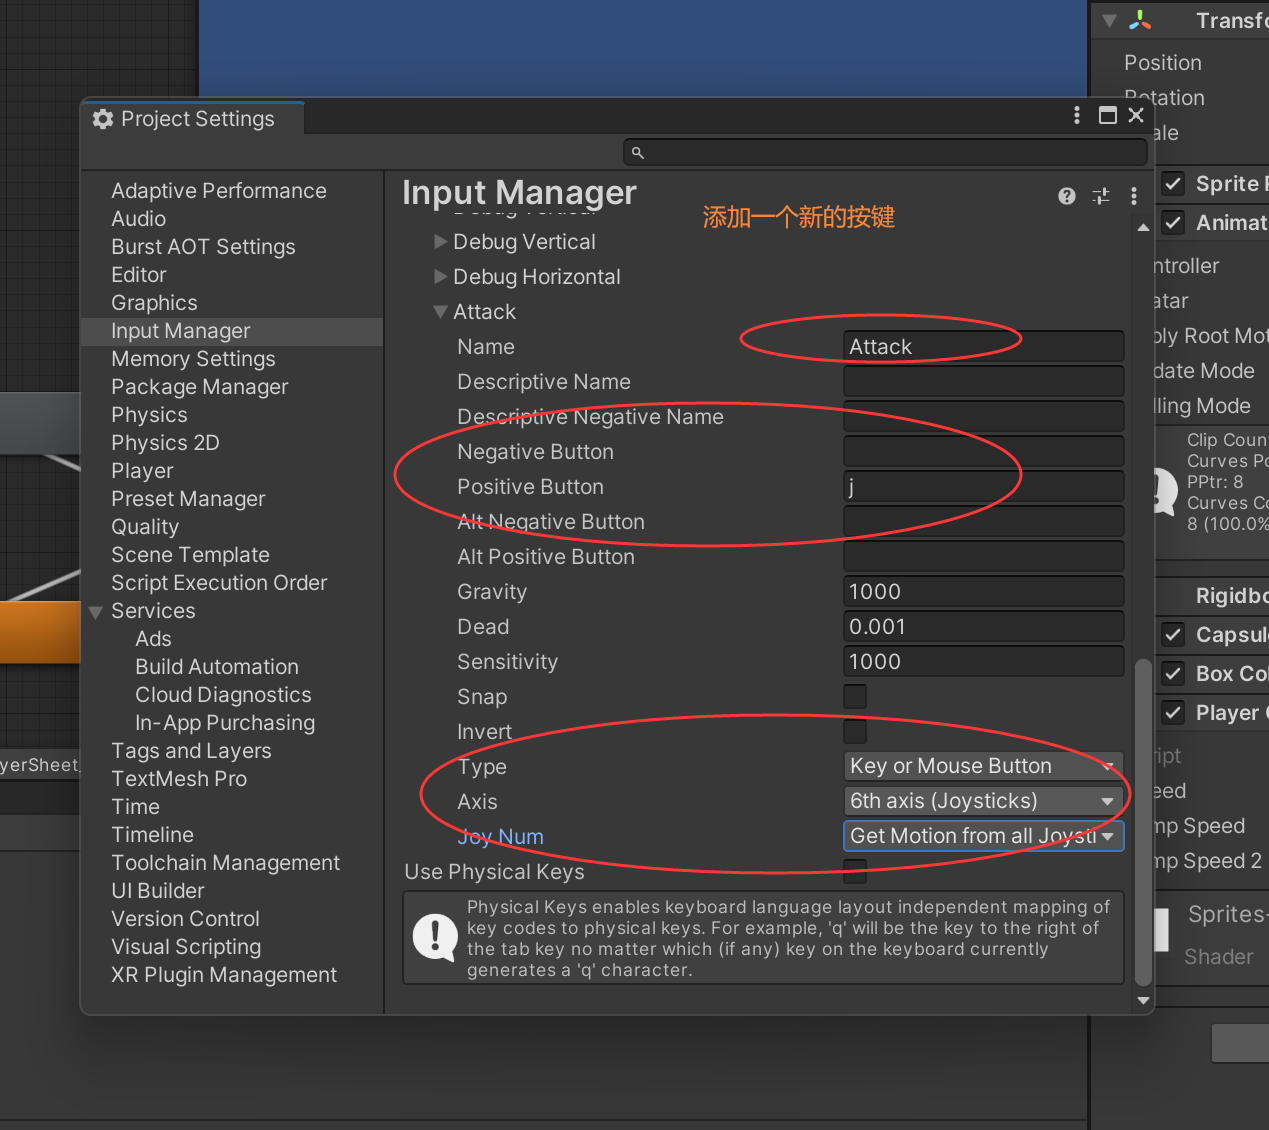 Transfo
Position
Rotation
ale
Project Settings
Adaptive Performance
Audio
Burst AOT Settings
Editor
Graphics
Input Manager
Memory Settings
Package Manager
Physics
Physics 2D
Player
Preset Manager
Quality
Scene Template
Script Execution Order
Services
Ads
Build Automation
Cloud Diagnostics
In-App Purchasing
Tags and Layers
TextMesh Pro
Time
Timeline
Toolchain Management
UI Builder
Version Control
Visual Scripting
XR Plugin Management
Input Manager
添加一个新的按键
Debug Vertical
Debug Vertical
Debug Horizontal
Attack
Name Attack
Descriptive Name
Descriptive Negative Name
Negative Button
Positive Button j
Alt Negative Button
Alt Positive Button
Gravity 1000
Dead 0.001
Sensitivity 1000
Snap
Invert
Type Key or Mouse Button
Axis 6th axis (Joysticks)
Joy Num Get Motion from all Joysti
Use Physical Keys
Physical Keys enables keyboard language layout independent mapping of
key codes to physical keys. For example, 'q' will be the key to the right of
the tab key no matter which (if any) key on the keyboard currently
generates a 'q' character.
Sprite R
Animat
ntroller
atar
ply Root Mot
date Mode
lling Mode
Clip Count
Curves Po
PPtr: 8
Curves Co
8 (100.0%
Rigidbo
Capsul
Box Col
Player C
ript
eed
mp Speed
mp Speed 2
Sprites-
Shader
yerSheet_